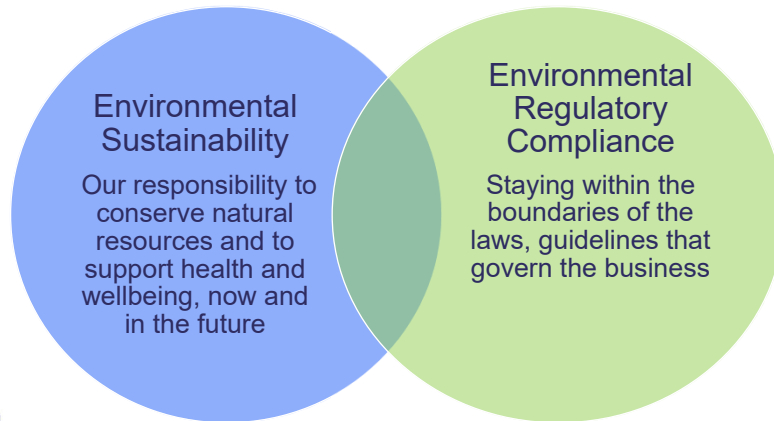 Environmental
Sustainability
Our responsibility to
conserve natural
resources and to
support health and
wellbeing, now and
in the future
Environmental
Regulatory
Compliance
Staying within the
boundaries of the
laws, guidelines that
govern the business